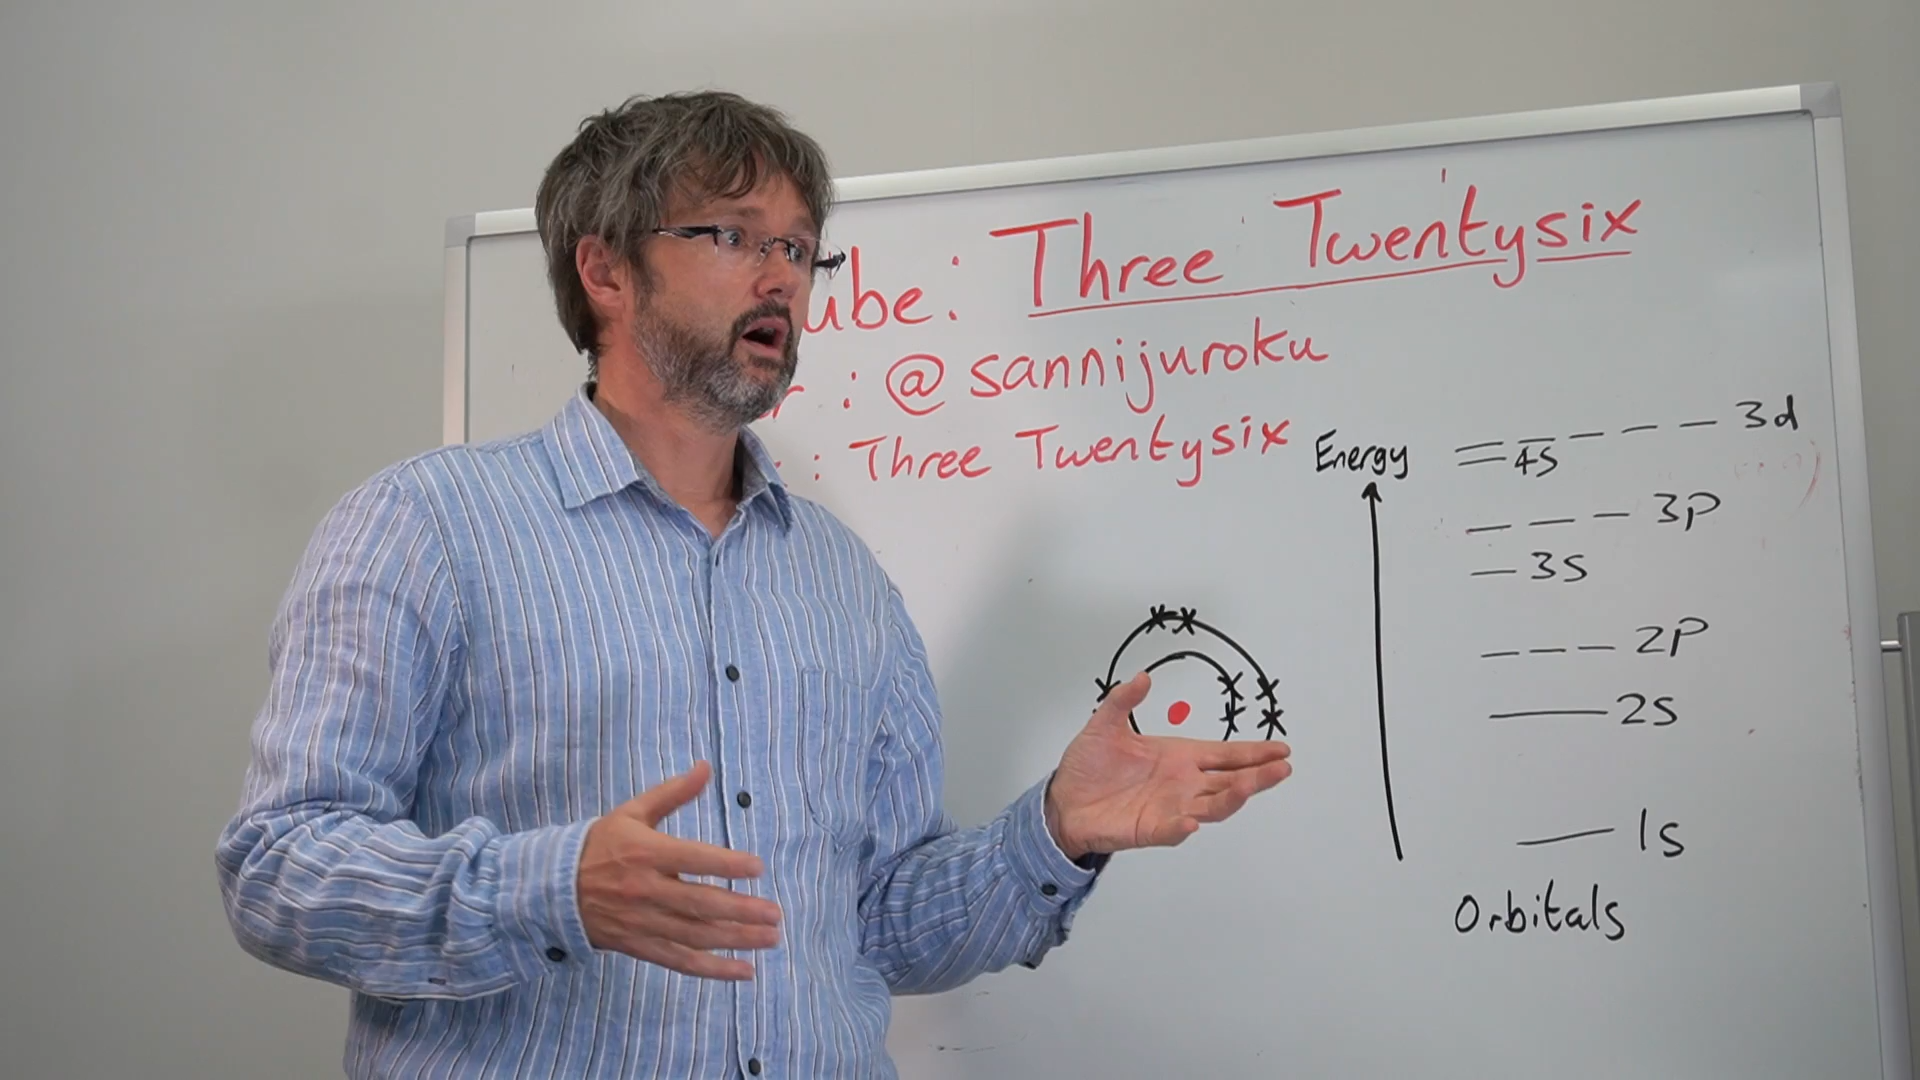 ube: Three Twentysix
r : @sannijuroku
: Three Twentysix
Energy
3d
4s
3p
3s
2p
2s
1s
Orbitals